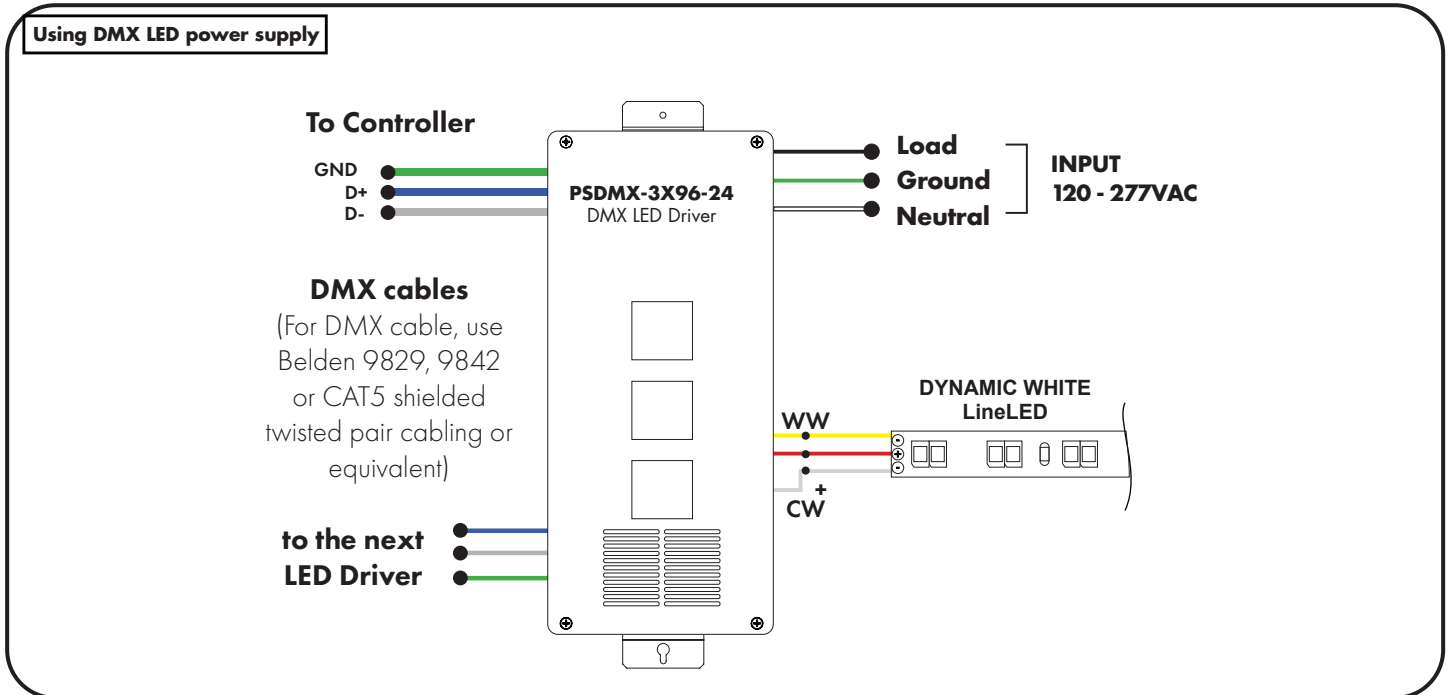 Using DMX LED power supply
To Controller
GND
D+
D-
DMX cables
(For DMX cable, use
Belden 9829, 9842
or CAT5 shielded
twisted pair cabling or
equivalent)
to the next
LED Driver
PSDMX-3X96-24
DMX LED Driver
Load
Ground
Neutral
INPUT
120 - 277VAC
DYNAMIC WHITE
LineLED
WW
-
+
-
+
CW